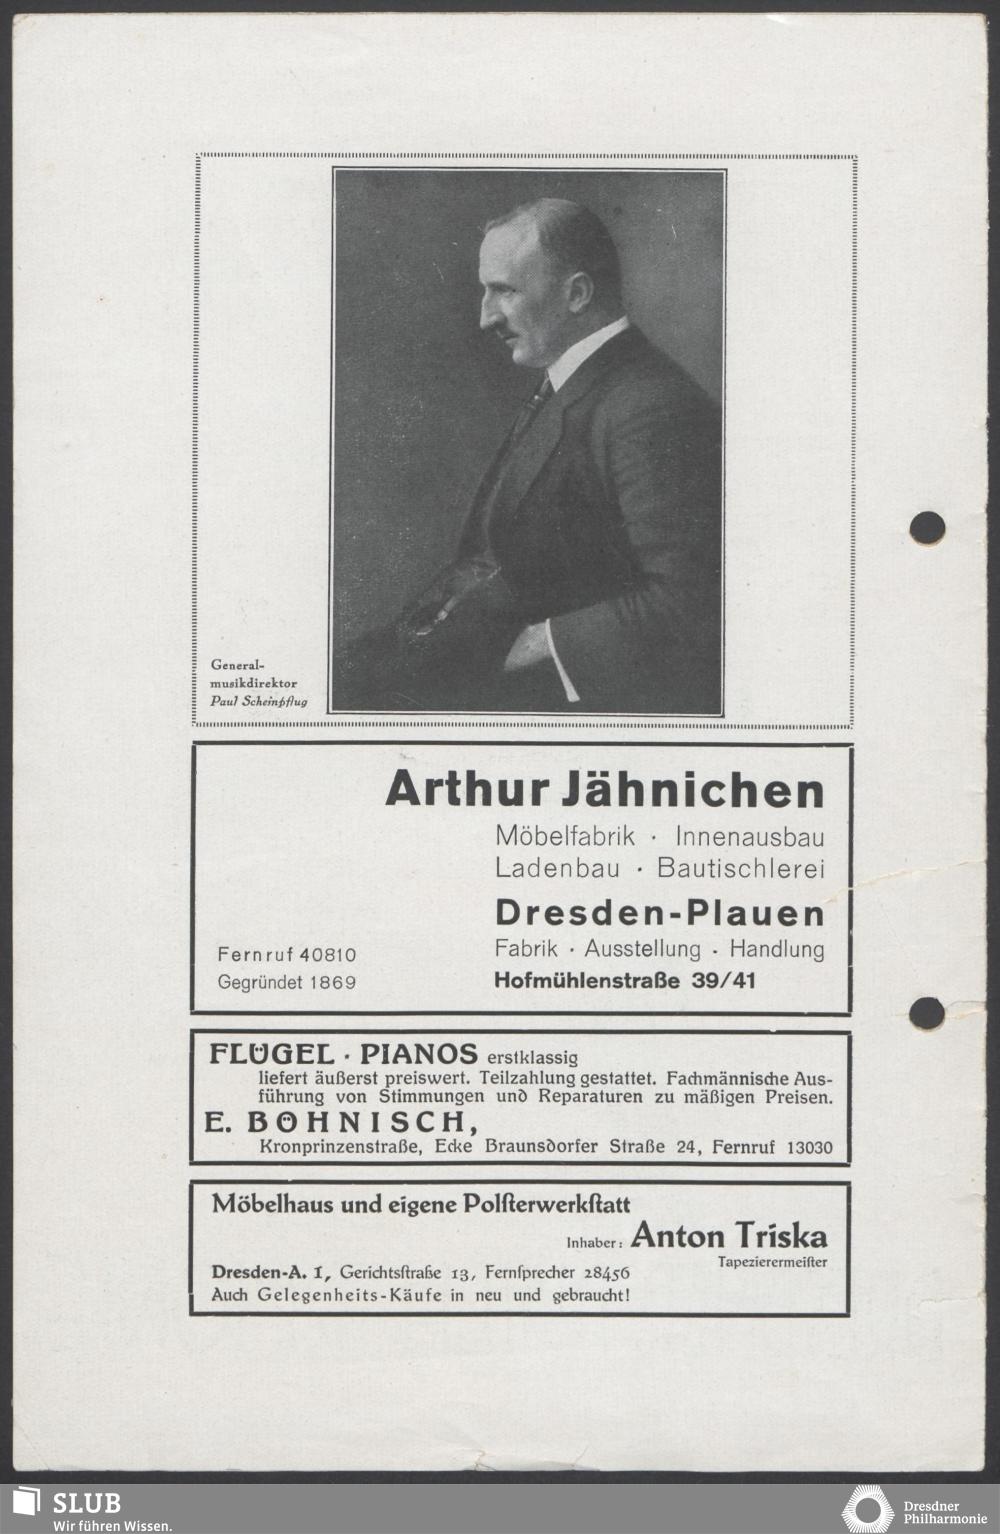 General-
musikdirektor
Paul Scheinpflug
Arthur Jähnichen
Möbelfabrik · Innenausbau
Ladenbau · Bautischlerei
Dresden-Plauen
Fabrik · Ausstellung · Handlung
Hofmühlenstraße 39/41
Fernruf 40810
Gegründet 1869
FLÜGEL · PIANOS erstklassig
liefert äußerst preiswert. Teilzahlung gestattet. Fachmännische Aus-
führung von Stimmungen und Reparaturen zu mäßigen Preisen.
E. BÖHNISCH,
Kronprinzenstraße, Ecke Braunsdorfer Straße 24, Fernruf 13030
Möbelhaus und eigene Polſterwerkſtatt
Inhaber: Anton Triska
Tapezierermeiſter
Dresden-A. 1, Gerichtsſtraße 13, Fernſprecher 28456
Auch Gelegenheits-Käufe in neu und gebraucht!
SLUB
Wir führen Wissen.
Dresdner
Philharmonie